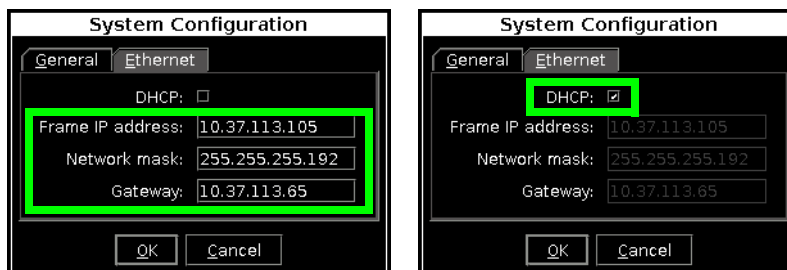 System Configuration
General Ethernet
DHCP:
Frame IP address: 10.37.113.105
Network mask: 255.255.255.192
Gateway: 10.37.113.65
OK Cancel
System Configuration
General Ethernet
DHCP:
Frame IP address: 10.37.113.105
Network mask: 255.255.255.192
Gateway: 10.37.113.65
OK Cancel